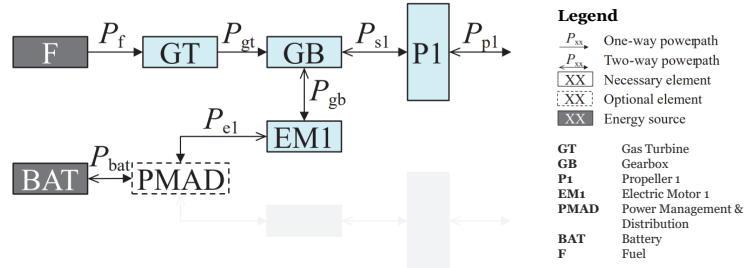 F
P_f
GT
P_gt
GB
P_s1
P1
P_p1
P_gb
EM1
P_e1
BAT
P_bat
PMAD
Legend
P_xx One-way powerpath
P_xx Two-way powerpath
XX Necessary element
XX Optional element
XX Energy source
GT Gas Turbine
GB Gearbox
P1 Propeller 1
EM1 Electric Motor 1
PMAD Power Management &
Distribution
BAT Battery
F Fuel